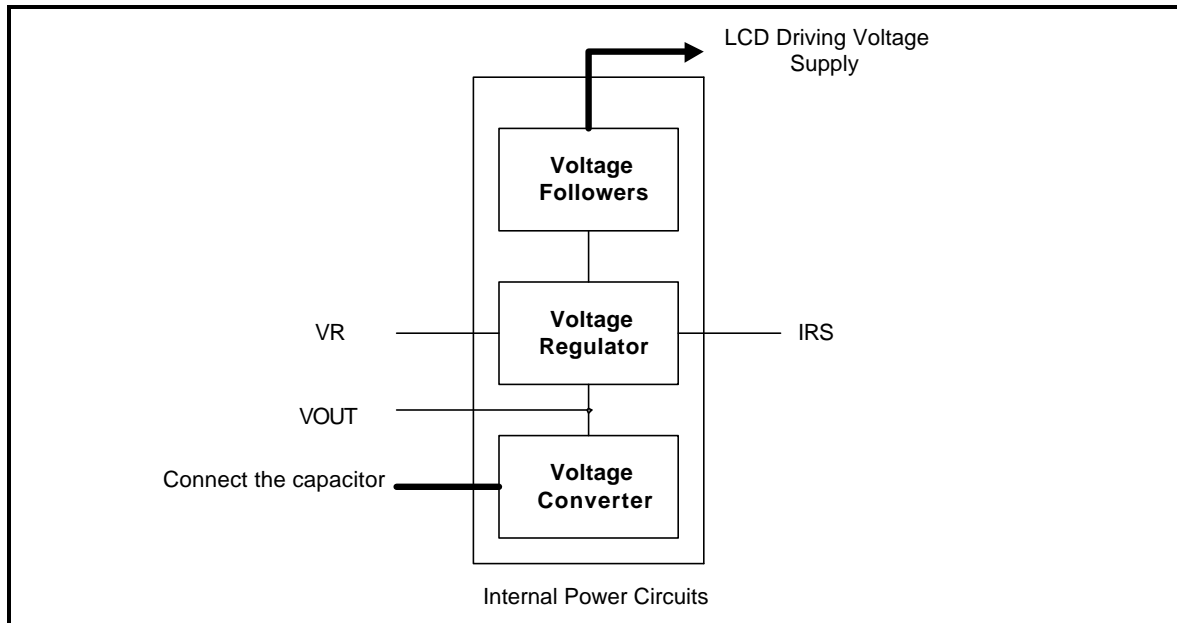 LCD Driving Voltage
Supply
Voltage
Followers
VR
Voltage
Regulator
IRS
VOUT
Connect the capacitor
Voltage
Converter
Internal Power Circuits